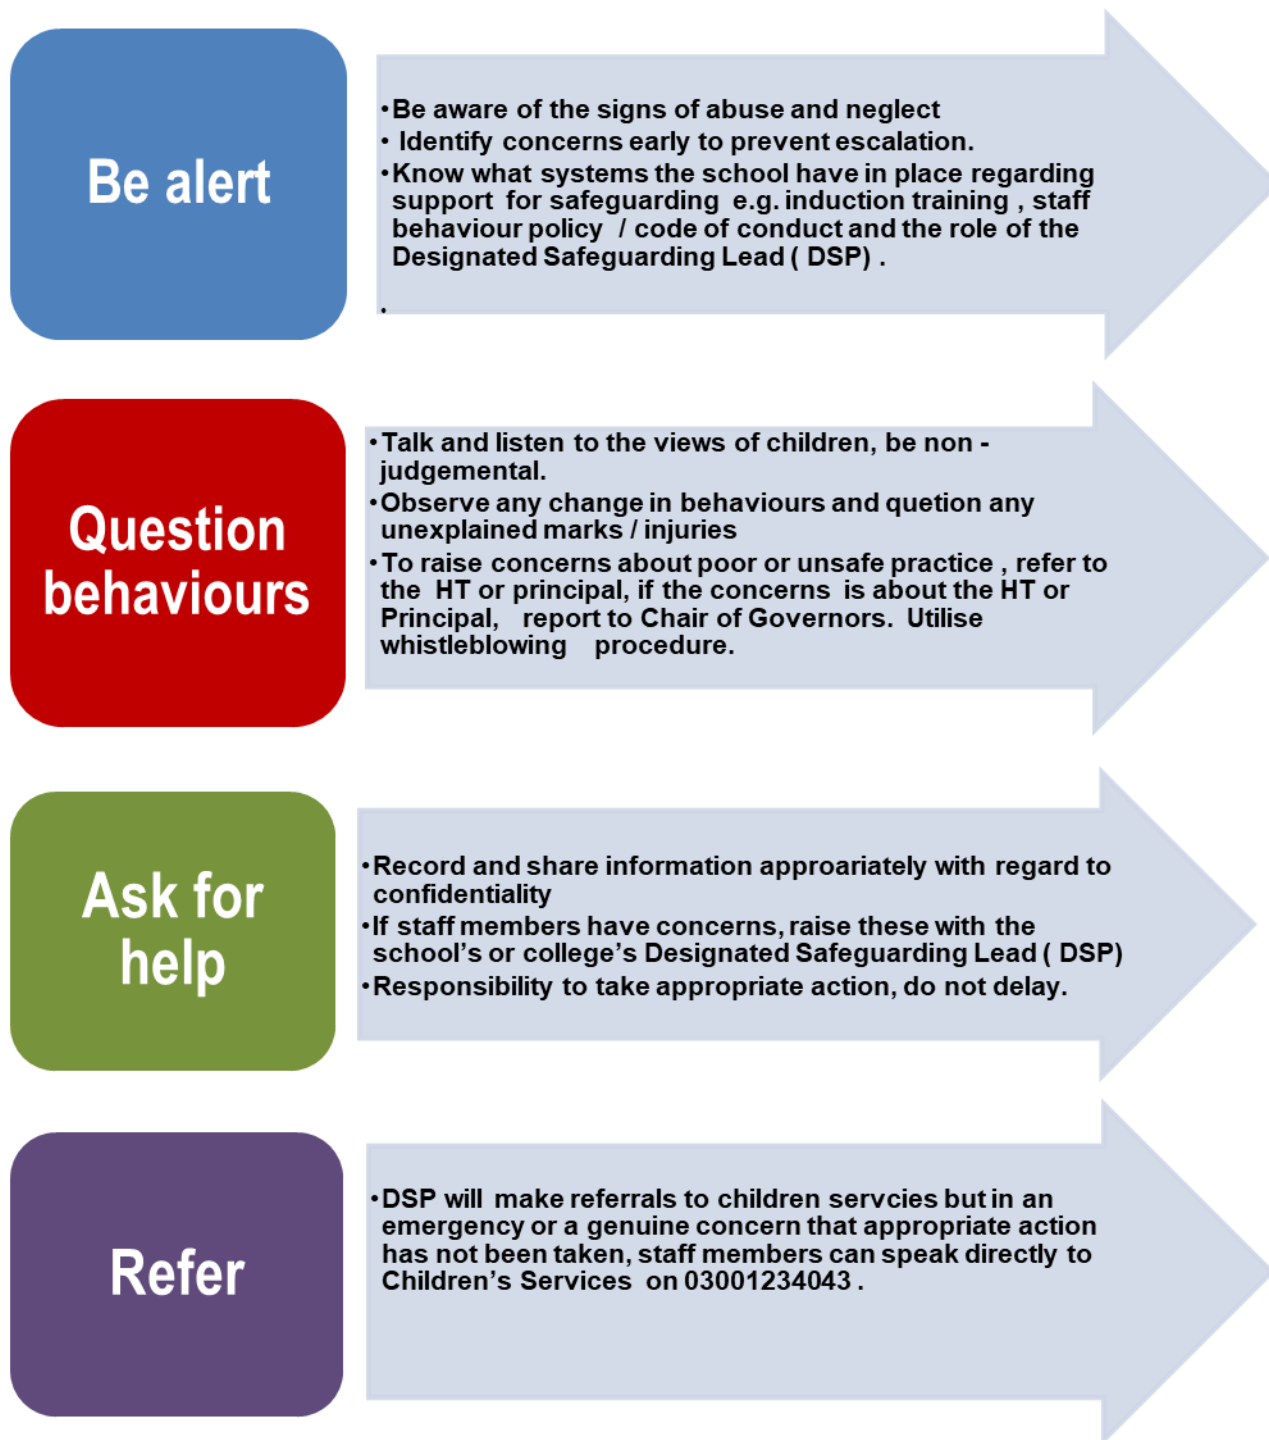 Be alert
•Be aware of the signs of abuse and neglect
• Identify concerns early to prevent escalation.
•Know what systems the school have in place regarding
support for safeguarding e.g. induction training , staff
behaviour policy / code of conduct and the role of the
Designated Safeguarding Lead ( DSP) .
•
Question
behaviours
•Talk and listen to the views of children, be non -
judgemental.
•Observe any change in behaviours and quetion any
unexplained marks / injuries
•To raise concerns about poor or unsafe practice , refer to
the HT or principal, if the concerns is about the HT or
Principal, report to Chair of Governors. Utilise
whistleblowing procedure.
Ask for
help
•Record and share information approariately with regard to
confidentiality
•If staff members have concerns, raise these with the
school’s or college’s Designated Safeguarding Lead ( DSP)
•Responsibility to take appropriate action, do not delay.
Refer
•DSP will make referrals to children servcies but in an
emergency or a genuine concern that appropriate action
has not been taken, staff members can speak directly to
Children’s Services on 03001234043 .